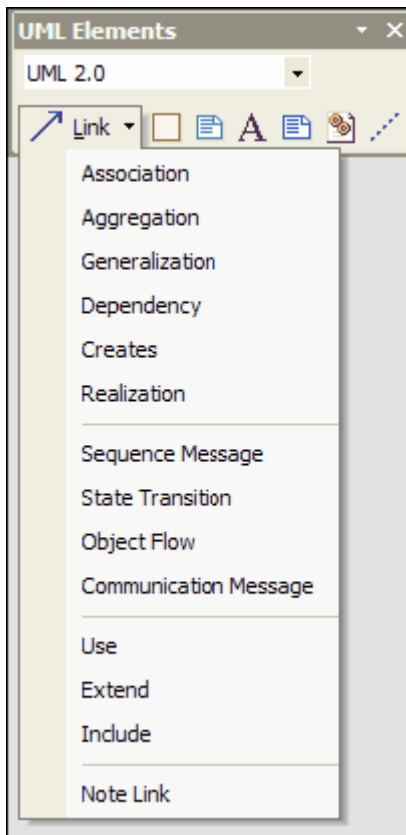 UML Elements
UML 2.0
Link A
Association
Aggregation
Generalization
Dependency
Creates
Realization
Sequence Message
State Transition
Object Flow
Communication Message
Use
Extend
Include
Note Link